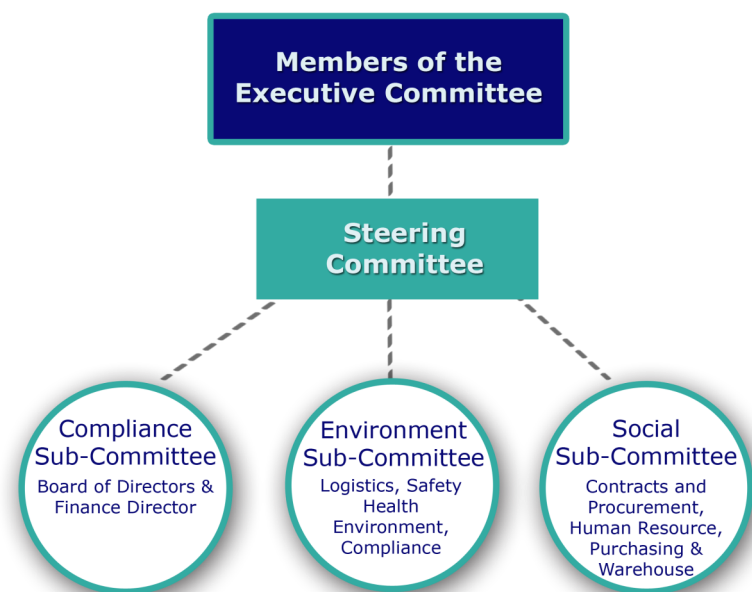 Members of the
Executive Committee
Steering
Committee
Compliance
Sub-Committee
Board of Directors &
Finance Director
Environment
Sub-Committee
Logistics, Safety
Health
Environment,
Compliance
Social
Sub-Committee
Contracts and
Procurement,
Human Resource,
Purchasing &
Warehouse